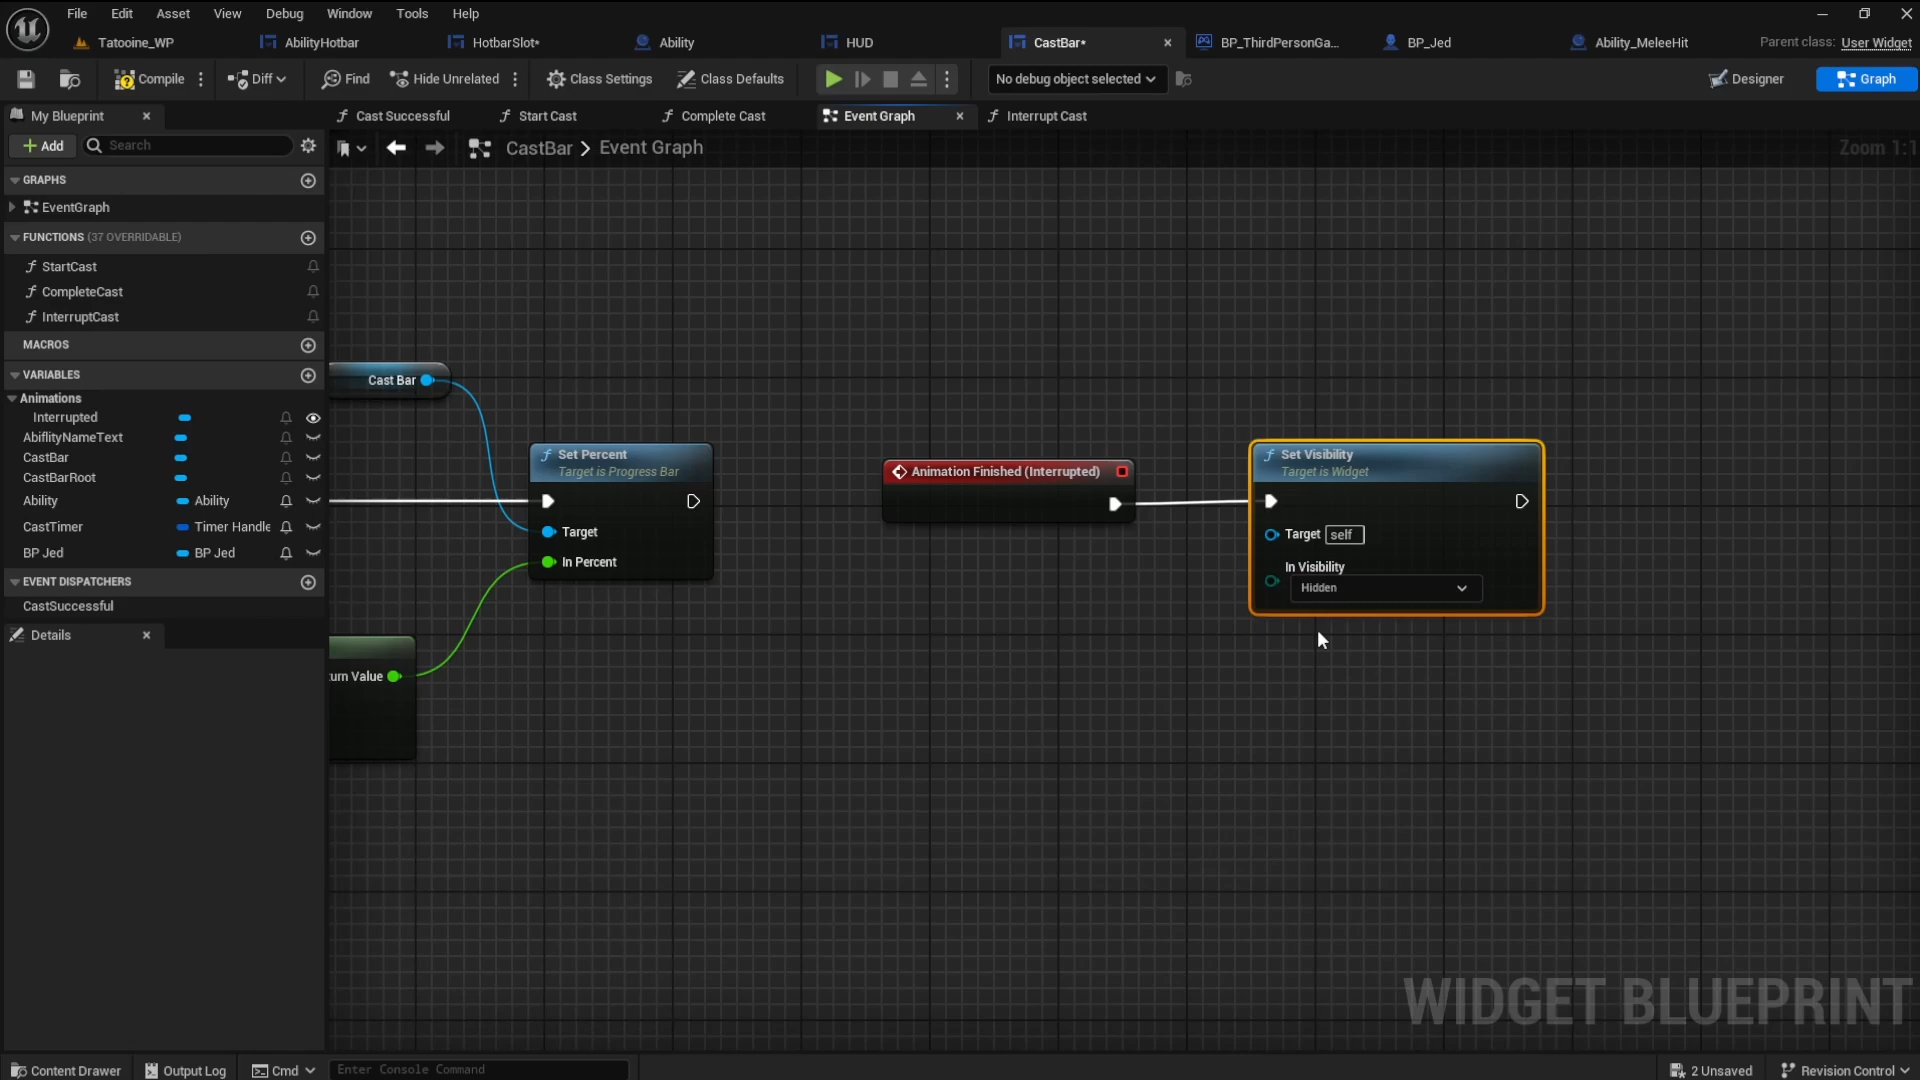 File Edit Asset View Debug Window Tools Help
Tatooine_WP AbilityHotbar HotbarSlot* Ability HUD CastBar* BP_ThirdPersonGa... BP_Jed Ability_MeleeHit Parent class: User Widget
Compile Diff Find Hide Unrelated Class Settings Class Defaults No debug object selected Designer Graph
My Blueprint Cast Successful Start Cast Complete Cast Event Graph Interrupt Cast
Add Search CastBar > Event Graph Zoom 1:1
GRAPHS
EventGraph
FUNCTIONS (37 OVERRIDABLE)
StartCast
CompleteCast
InterruptCast
MACROS
VARIABLES
Animations
Interrupted
AbiflityNameText
CastBar
CastBarRoot
Ability Ability
CastTimer Timer Handle
BP Jed BP Jed
EVENT DISPATCHERS
CastSuccessful
Details
Cast Bar
Set Percent
Target is Progress Bar
Target
In Percent
urn Value
Animation Finished (Interrupted)
Set Visibility
Target is Widget
Target self
In Visibility
Hidden
WIDGET BLUEPRINT
Content Drawer Output Log Cmd Enter Console Command 2 Unsaved Revision Control